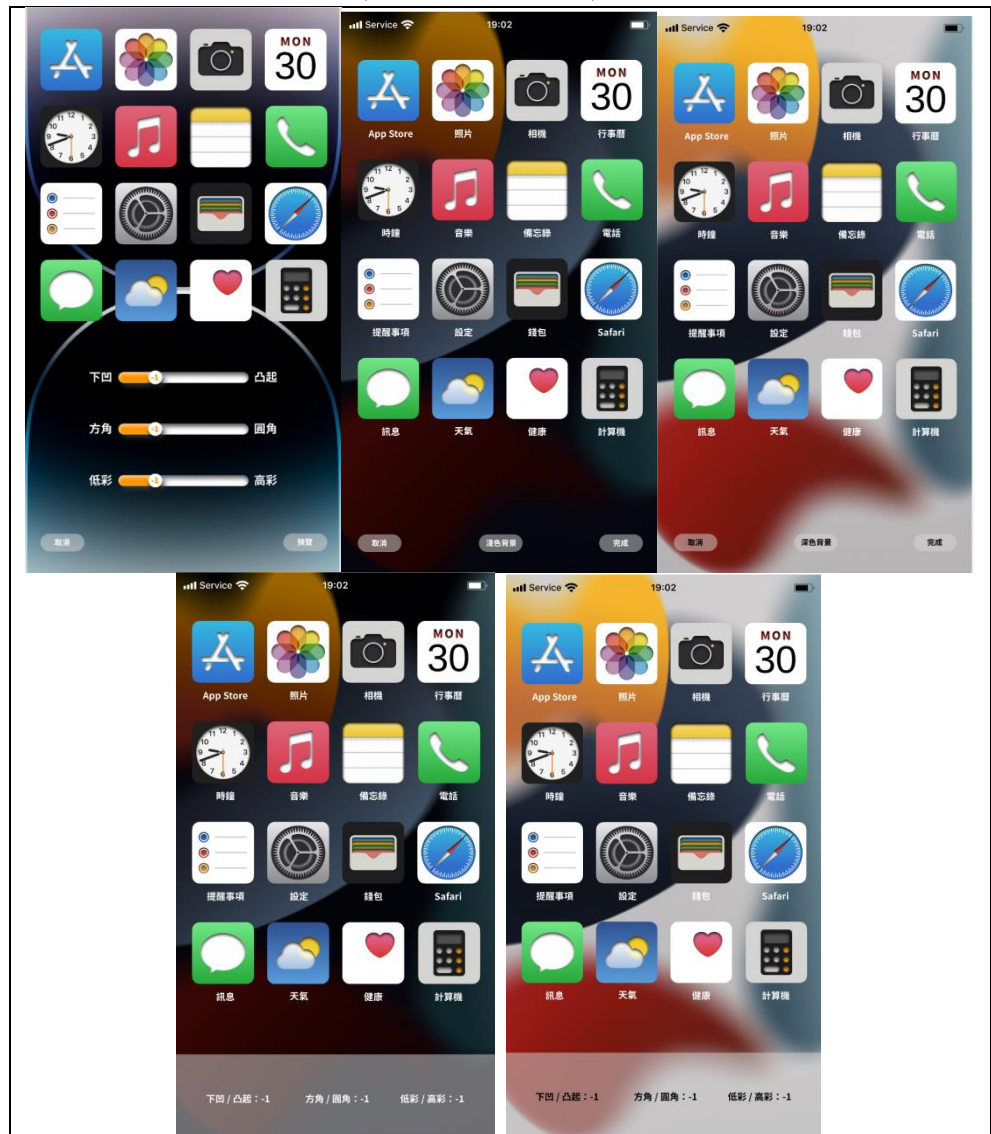 MON
30
下凹 -1 凸起
方角 -1 圓角
低彩 -1 高彩
取消 預覽
Service 19:02
MON
30
App Store 照片 相機 行事曆
時鐘 音樂 備忘錄 電話
提醒事項 設定 錢包 Safari
訊息 天氣 健康 計算機
取消 淺色背景 完成
Service 19:02
MON
30
App Store 照片 相機 行事曆
時鐘 音樂 備忘錄 電話
提醒事項 設定 錢包 Safari
訊息 天氣 健康 計算機
取消 深色背景 完成
Service 19:02
MON
30
App Store 照片 相機 行事曆
時鐘 音樂 備忘錄 電話
提醒事項 設定 錢包 Safari
訊息 天氣 健康 計算機
下凹 / 凸起：-1 方角 / 圓角：-1 低彩 / 高彩：-1
Service 19:02
MON
30
App Store 照片 相機 行事曆
時鐘 音樂 備忘錄 電話
提醒事項 設定 錢包 Safari
訊息 天氣 健康 計算機
下凹 / 凸起：-1 方角 / 圓角：-1 低彩 / 高彩：-1